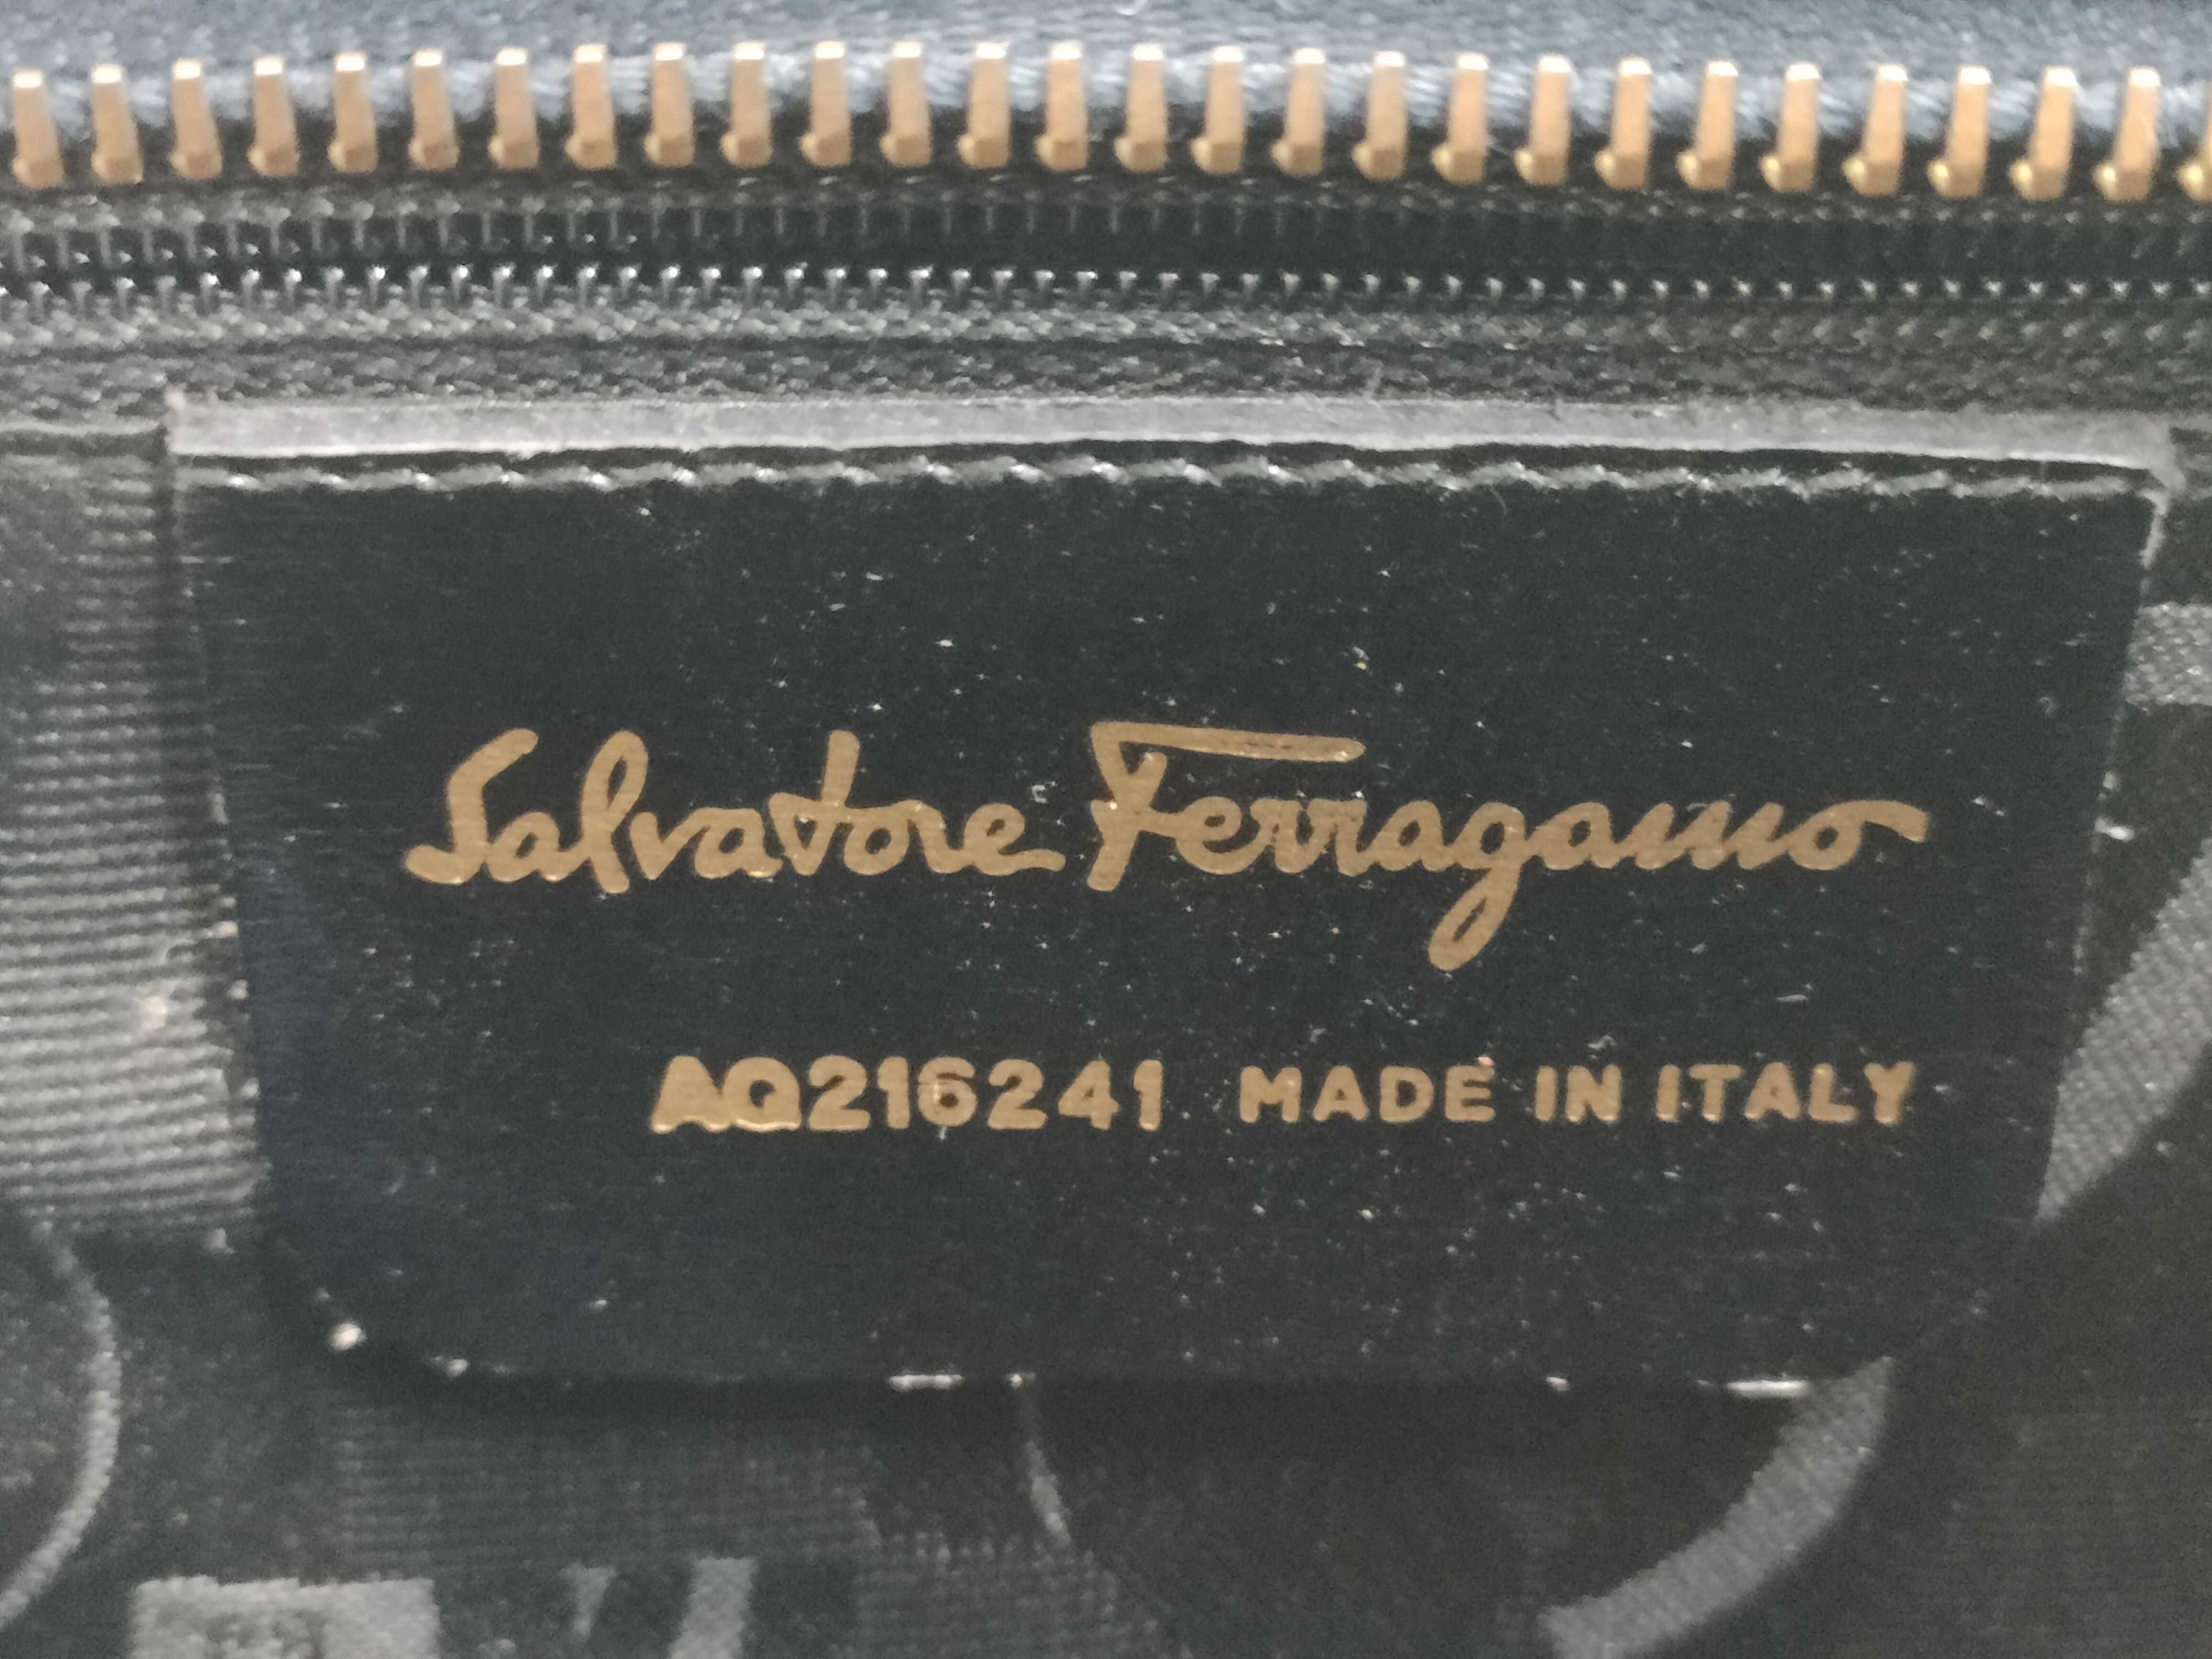 Salvatore Ferragamo
AQ216241 MADE IN ITALY